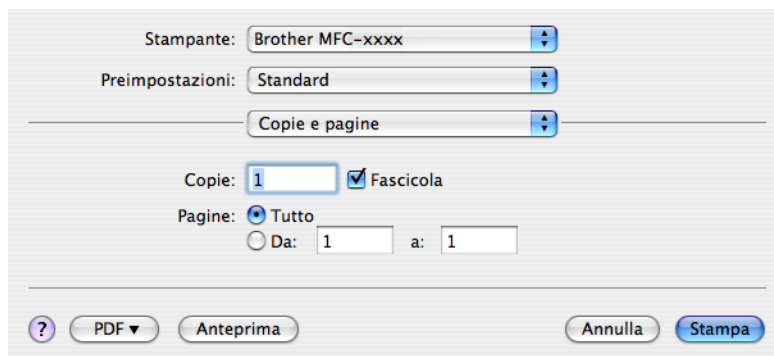 Stampante: Brother MFC-xxxx
Preimpostazioni: Standard
Copie e pagine
Copie: 1 Fascicola
Pagine: Tutto
Da: 1 a: 1
? PDF▼ Anteprima Annulla Stampa